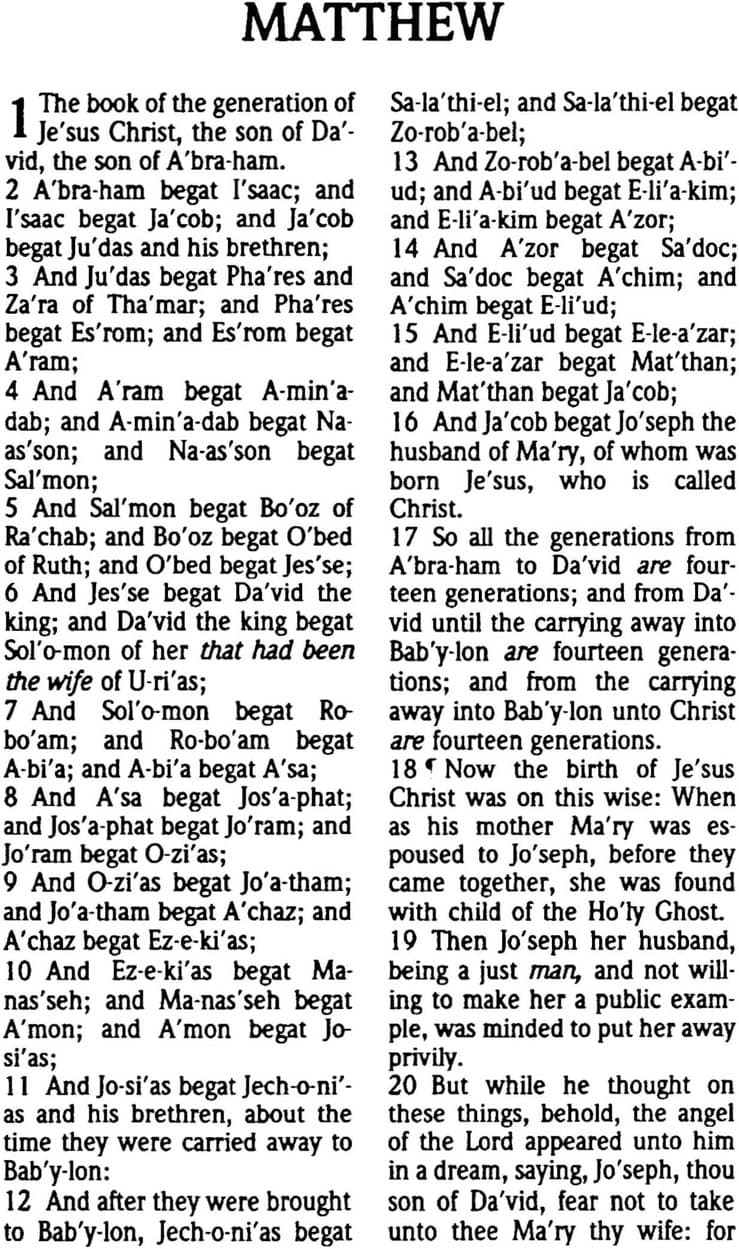 MATTHEW
1 The book of the generation of
Je′sus Christ, the son of Da′-
vid, the son of A′bra-ham.
2 A′bra-ham begat I′saac; and
I′saac begat Ja′cob; and Ja′cob
begat Ju′das and his brethren;
3 And Ju′das begat Pha′res and
Za′ra of Tha′mar; and Pha′res
begat Es′rom; and Es′rom begat
A′ram;
4 And A′ram begat A-min′a-
dab; and A-min′a-dab begat Na-
as′son; and Na-as′son begat
Sal′mon;
5 And Sal′mon begat Bo′oz of
Ra′chab; and Bo′oz begat O′bed
of Ruth; and O′bed begat Jes′se;
6 And Jes′se begat Da′vid the
king; and Da′vid the king begat
Sol′o-mon of her that had been
the wife of U-ri′as;
7 And Sol′o-mon begat Ro-
bo′am; and Ro-bo′am begat
A-bi′a; and A-bi′a begat A′sa;
8 And A′sa begat Jos′a-phat;
and Jos′a-phat begat Jo′ram; and
Jo′ram begat O-zi′as;
9 And O-zi′as begat Jo′a-tham;
and Jo′a-tham begat A′chaz; and
A′chaz begat Ez-e-ki′as;
10 And Ez-e-ki′as begat Ma-
nas′seh; and Ma-nas′seh begat
A′mon; and A′mon begat Jo-
si′as;
11 And Jo-si′as begat Jech-o-ni′-
as and his brethren, about the
time they were carried away to
Bab′y-lon:
12 And after they were brought
to Bab′y-lon, Jech-o-ni′as begat
Sa-la′thi-el; and Sa-la′thi-el begat
Zo-rob′a-bel;
13 And Zo-rob′a-bel begat A-bi′-
ud; and A-bi′ud begat E-li′a-kim;
and E-li′a-kim begat A′zor;
14 And A′zor begat Sa′doc;
and Sa′doc begat A′chim; and
A′chim begat E-li′ud;
15 And E-li′ud begat E-le-a′zar;
and E-le-a′zar begat Mat′than;
and Mat′than begat Ja′cob;
16 And Ja′cob begat Jo′seph the
husband of Ma′ry, of whom was
born Je′sus, who is called
Christ.
17 So all the generations from
A′bra-ham to Da′vid are four-
teen generations; and from Da′-
vid until the carrying away into
Bab′y-lon are fourteen genera-
tions; and from the carrying
away into Bab′y-lon unto Christ
are fourteen generations.
18 ¶ Now the birth of Je′sus
Christ was on this wise: When
as his mother Ma′ry was es-
poused to Jo′seph, before they
came together, she was found
with child of the Ho′ly Ghost.
19 Then Jo′seph her husband,
being a just man, and not will-
ing to make her a public exam-
ple, was minded to put her away
privily.
20 But while he thought on
these things, behold, the angel
of the Lord appeared unto him
in a dream, saying, Jo′seph, thou
son of Da′vid, fear not to take
unto thee Ma′ry thy wife: for